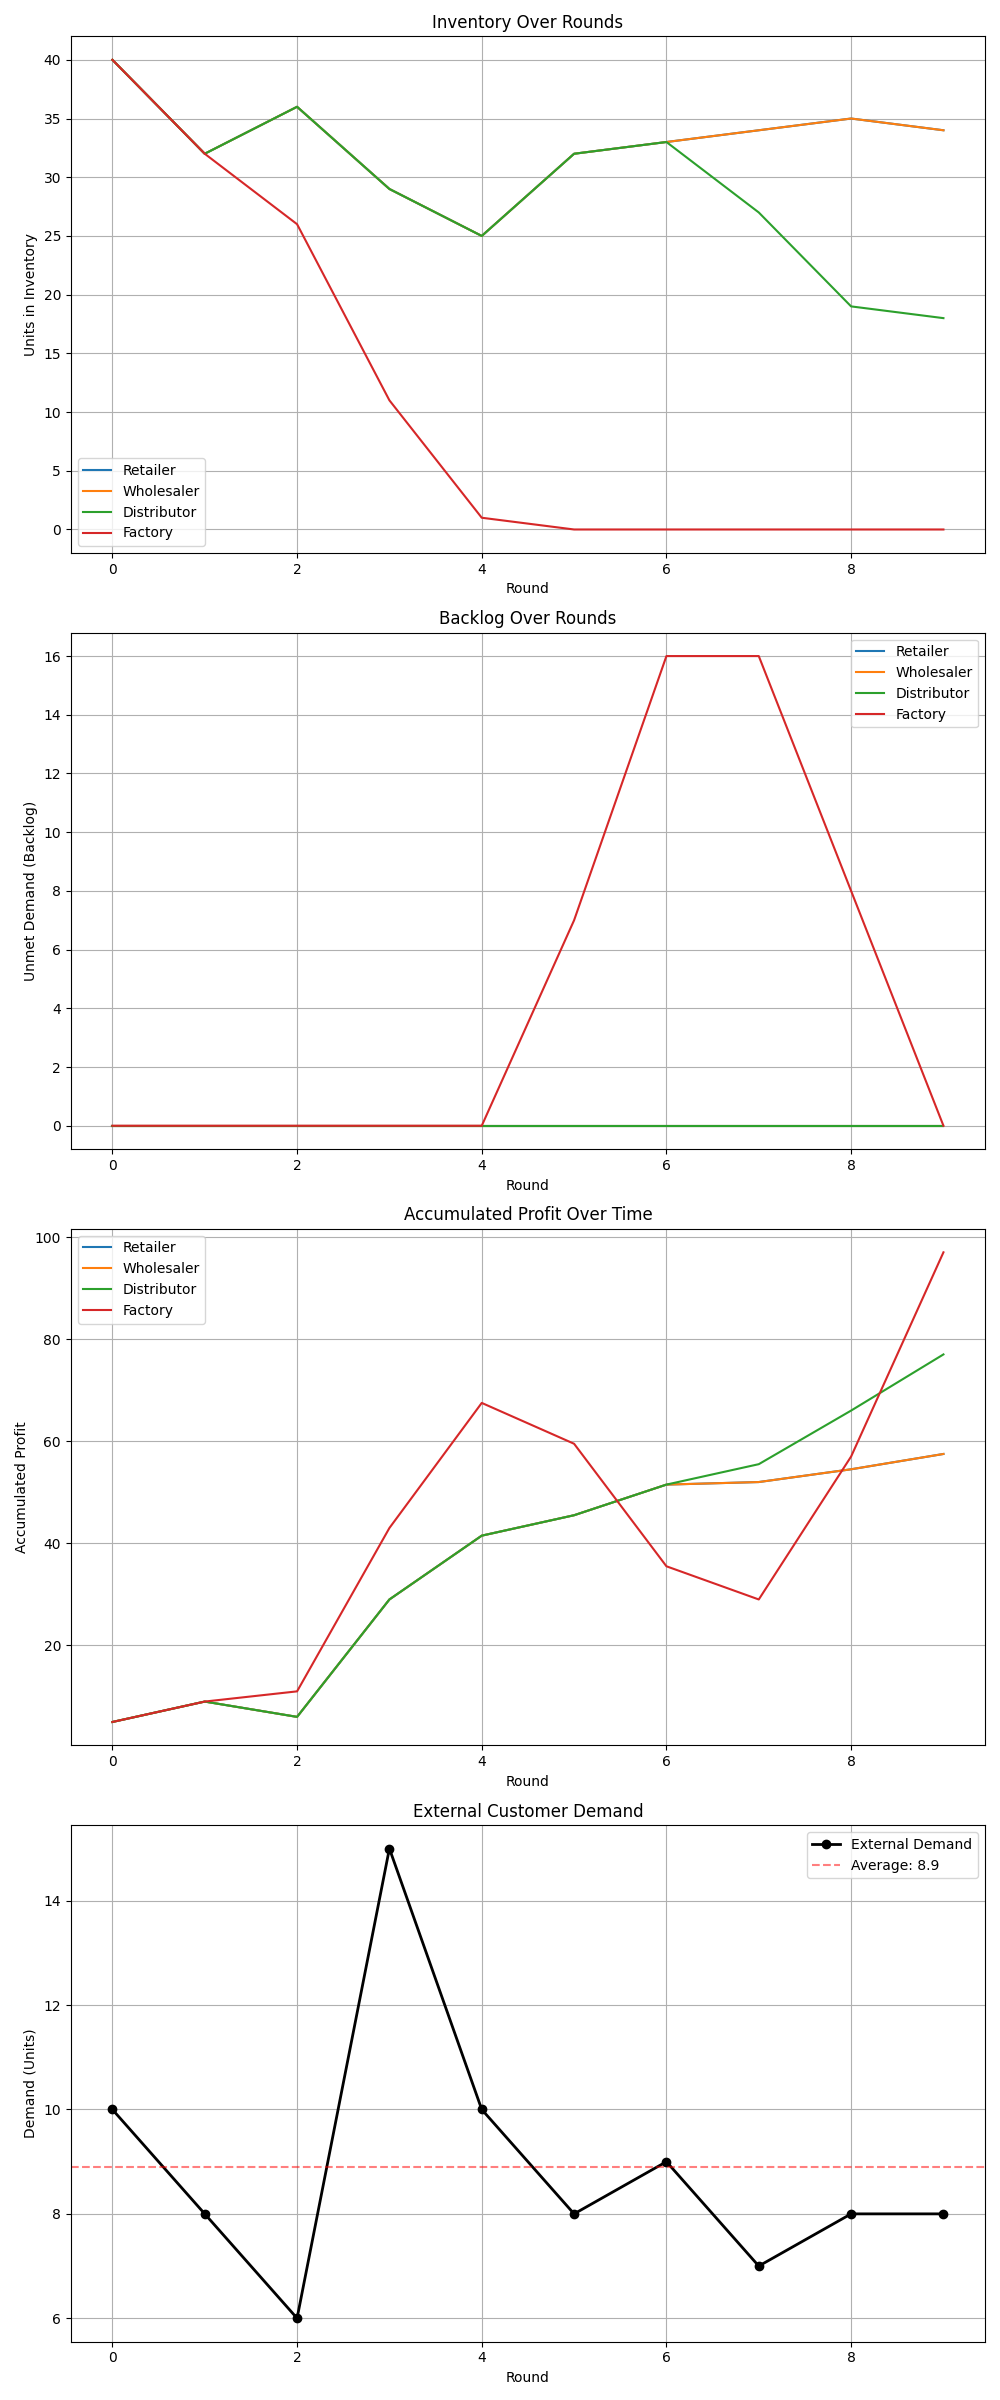 Inventory Over Rounds
40
35
30
25
20
15
10
5
0
Units in Inventory
Retailer
Wholesaler
Distributor
Factory
0 2 4 6 8
Round
Backlog Over Rounds
16
14
12
10
8
6
4
2
0
Unmet Demand (Backlog)
Retailer
Wholesaler
Distributor
Factory
0 2 4 6 8
Round
Accumulated Profit Over Time
100
80
60
40
20
Accumulated Profit
Retailer
Wholesaler
Distributor
Factory
0 2 4 6 8
Round
External Customer Demand
14
12
10
8
6
Demand (Units)
External Demand
Average: 8.9
0 2 4 6 8
Round